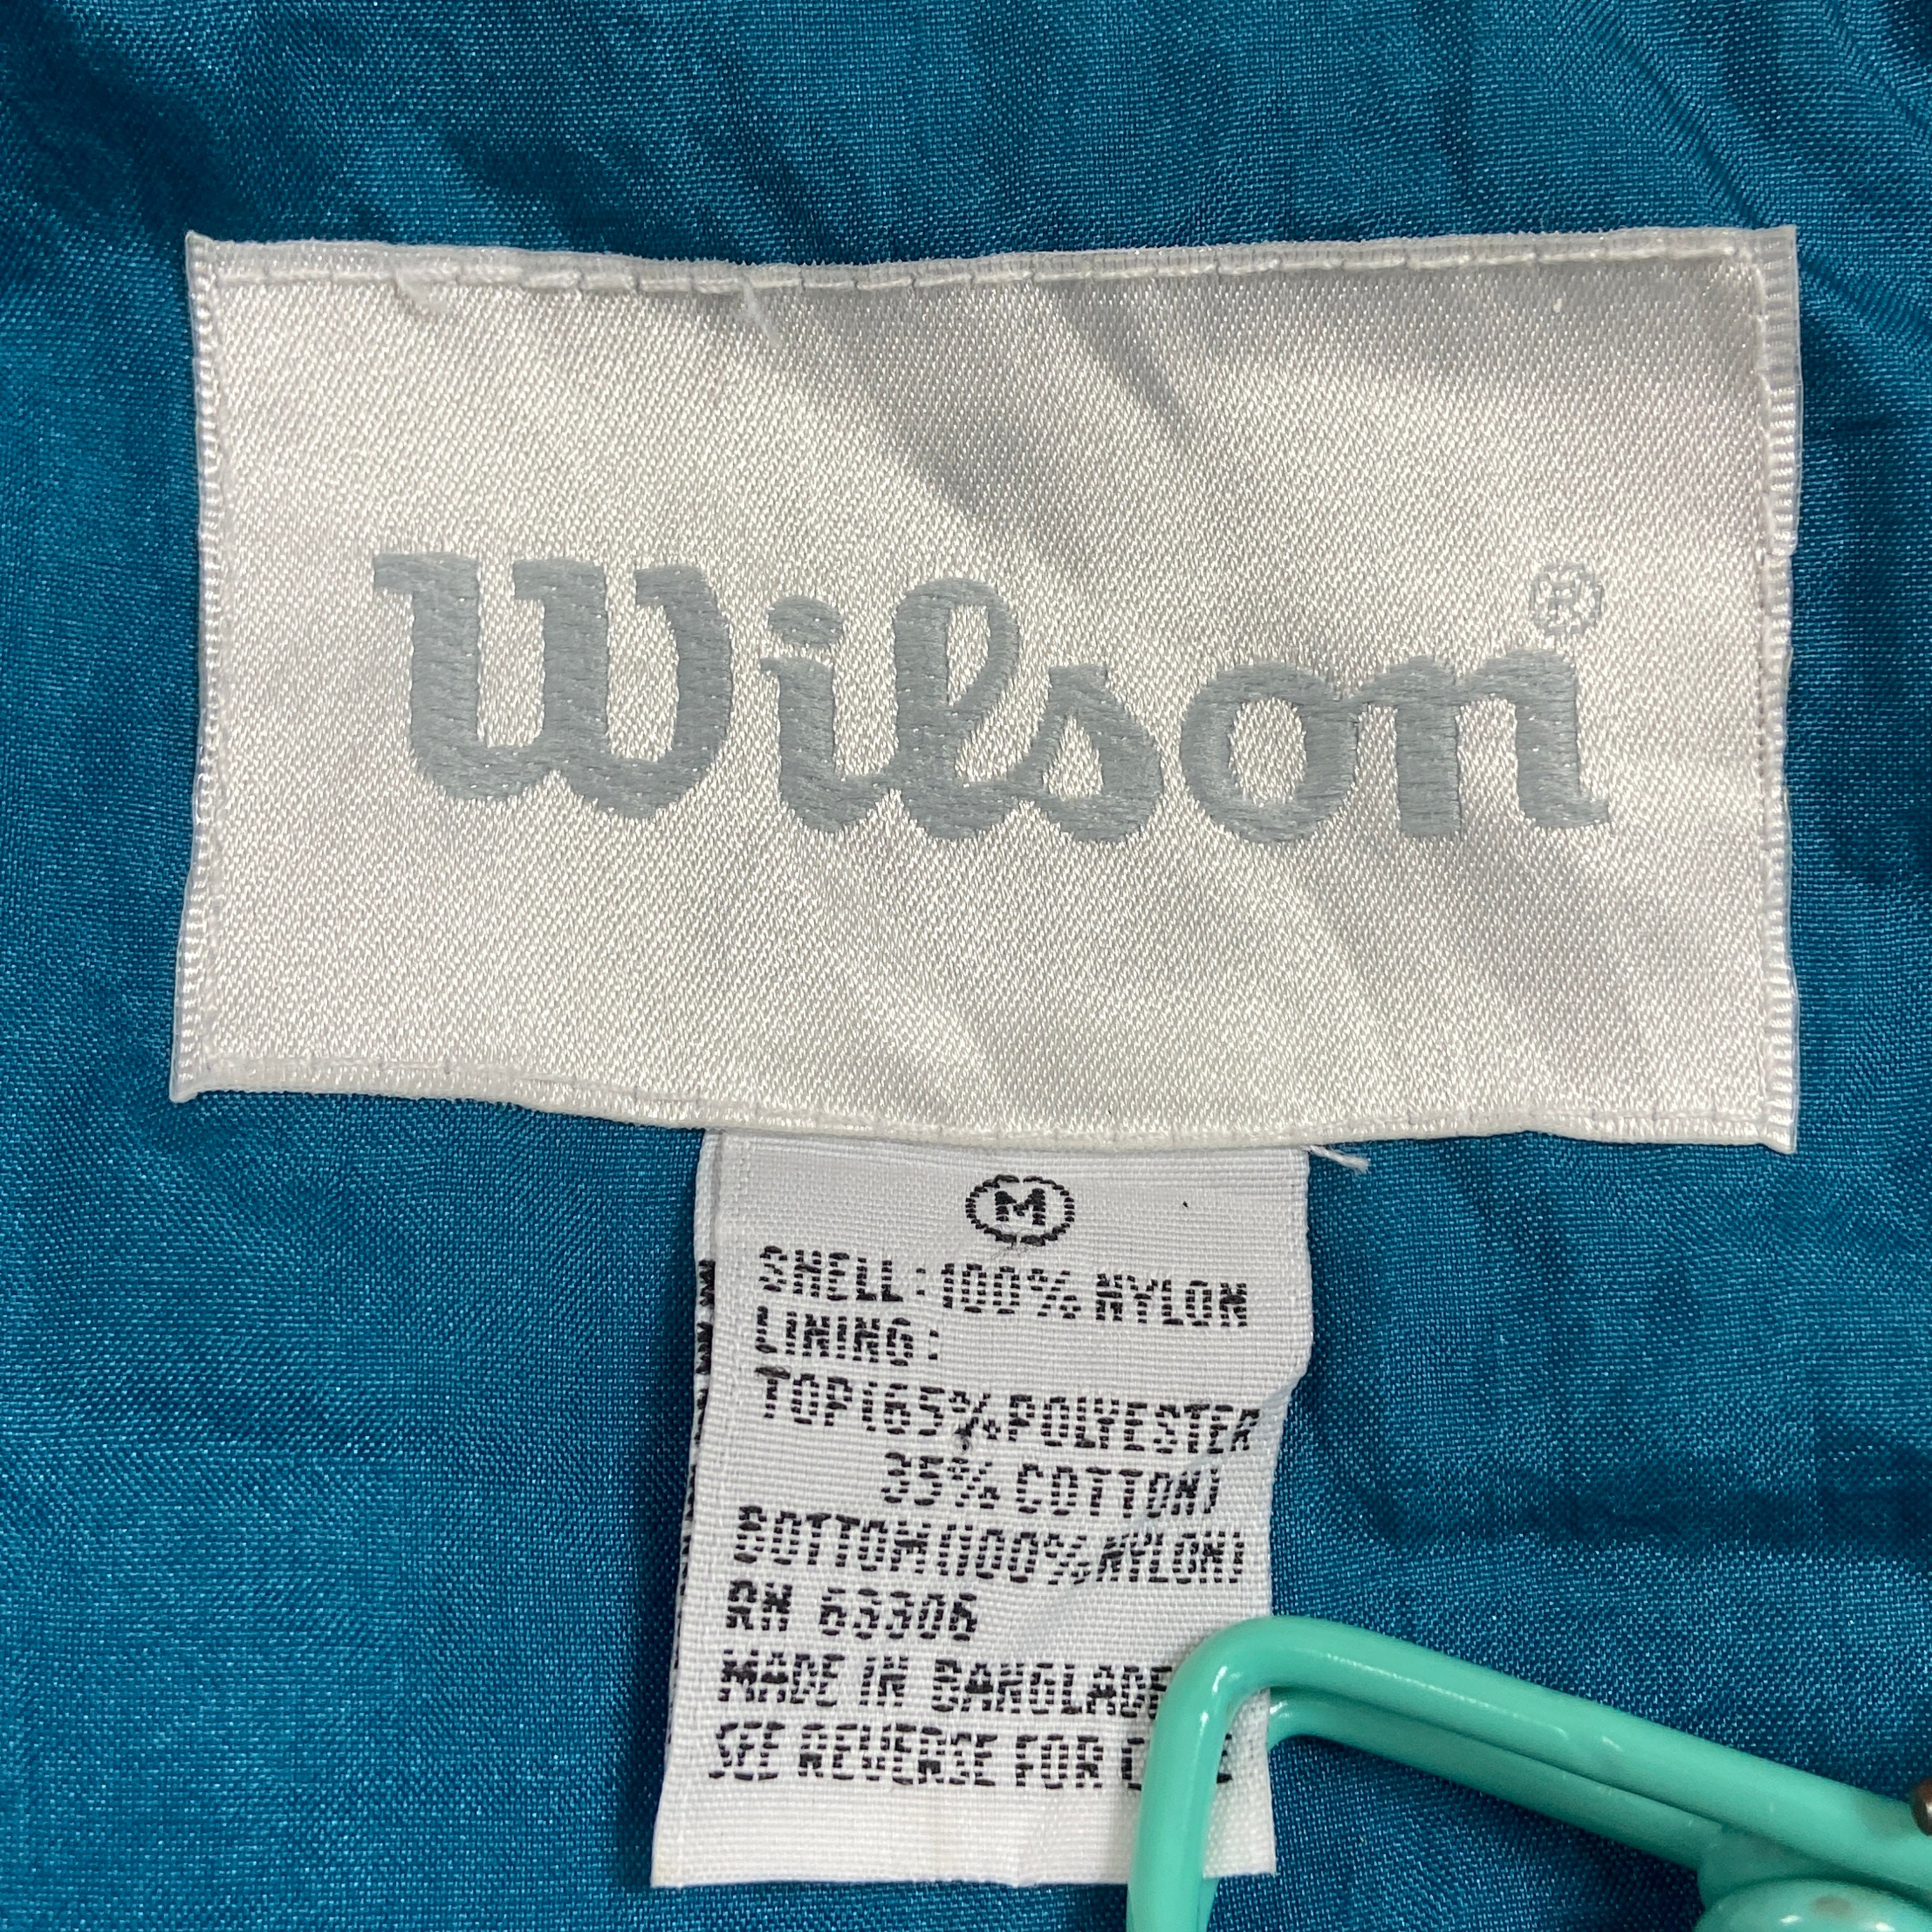 Wilson®
M
SHELL: 100% NYLON
LINING:
TOP(65% POLYESTER
35% COTTON)
BOTTOM(100% NYLON)
RN 63306
MADE IN BANGLADE
SEE REVERSE FOR